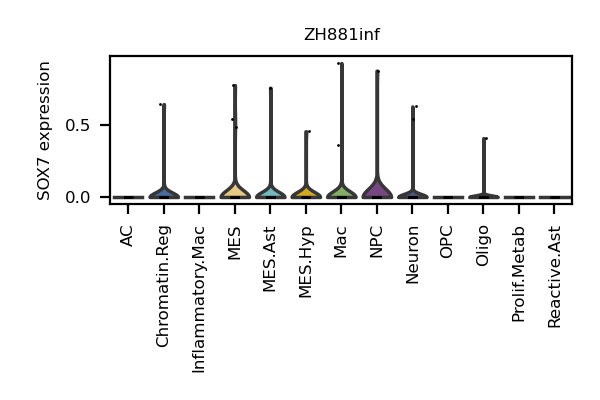 ZH881inf
SOX7 expression
0.5
0.0
AC
Chromatin.Reg
Inflammatory.Mac
MES
MES.Ast
MES.Hyp
Mac
NPC
Neuron
OPC
Oligo
Prolif.Metab
Reactive.Ast